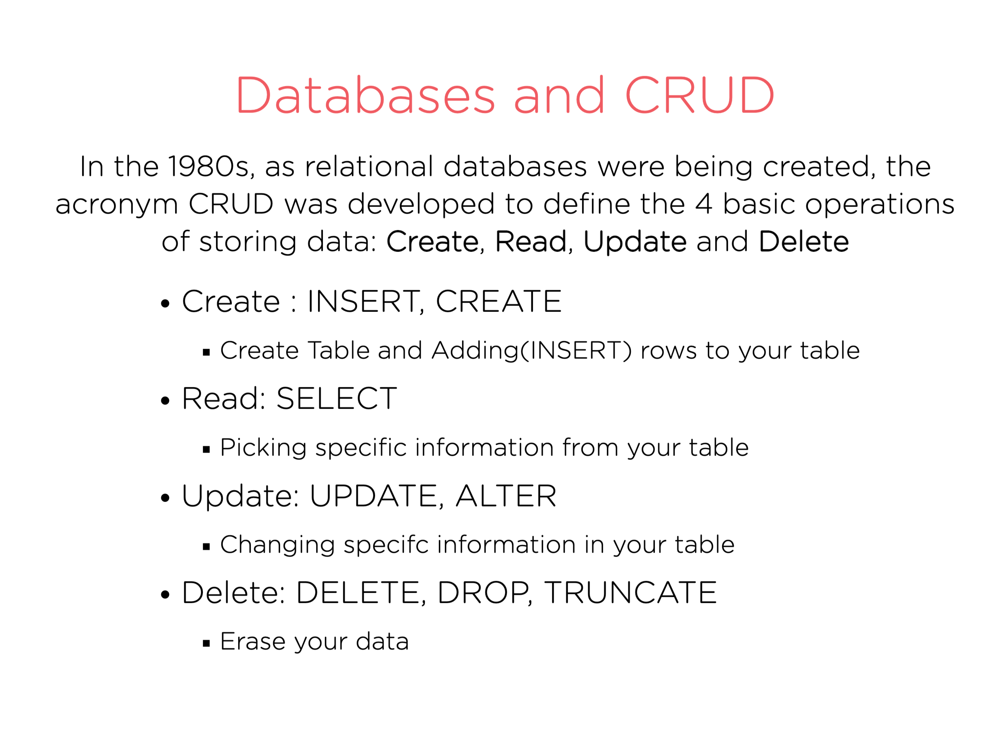 Databases and CRUD
In the 1980s, as relational databases were being created, the
acronym CRUD was developed to define the 4 basic operations
of storing data: Create, Read, Update and Delete
• Create : INSERT, CREATE
▪ Create Table and Adding(INSERT) rows to your table
• Read: SELECT
▪ Picking specific information from your table
• Update: UPDATE, ALTER
▪ Changing specifc information in your table
• Delete: DELETE, DROP, TRUNCATE
▪ Erase your data